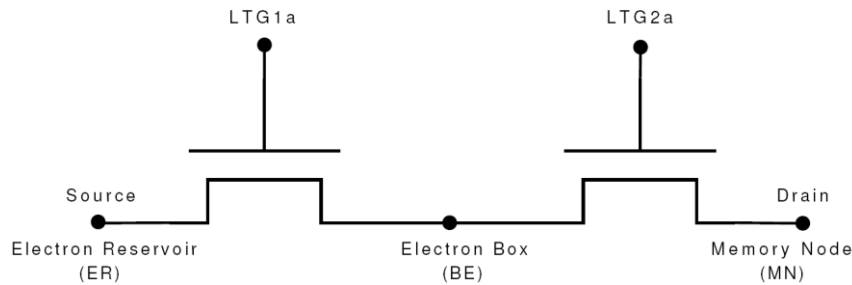 LTG1a
LTG2a
Source
Drain
Electron Reservoir
(ER)
Electron Box
(BE)
Memory Node
(MN)